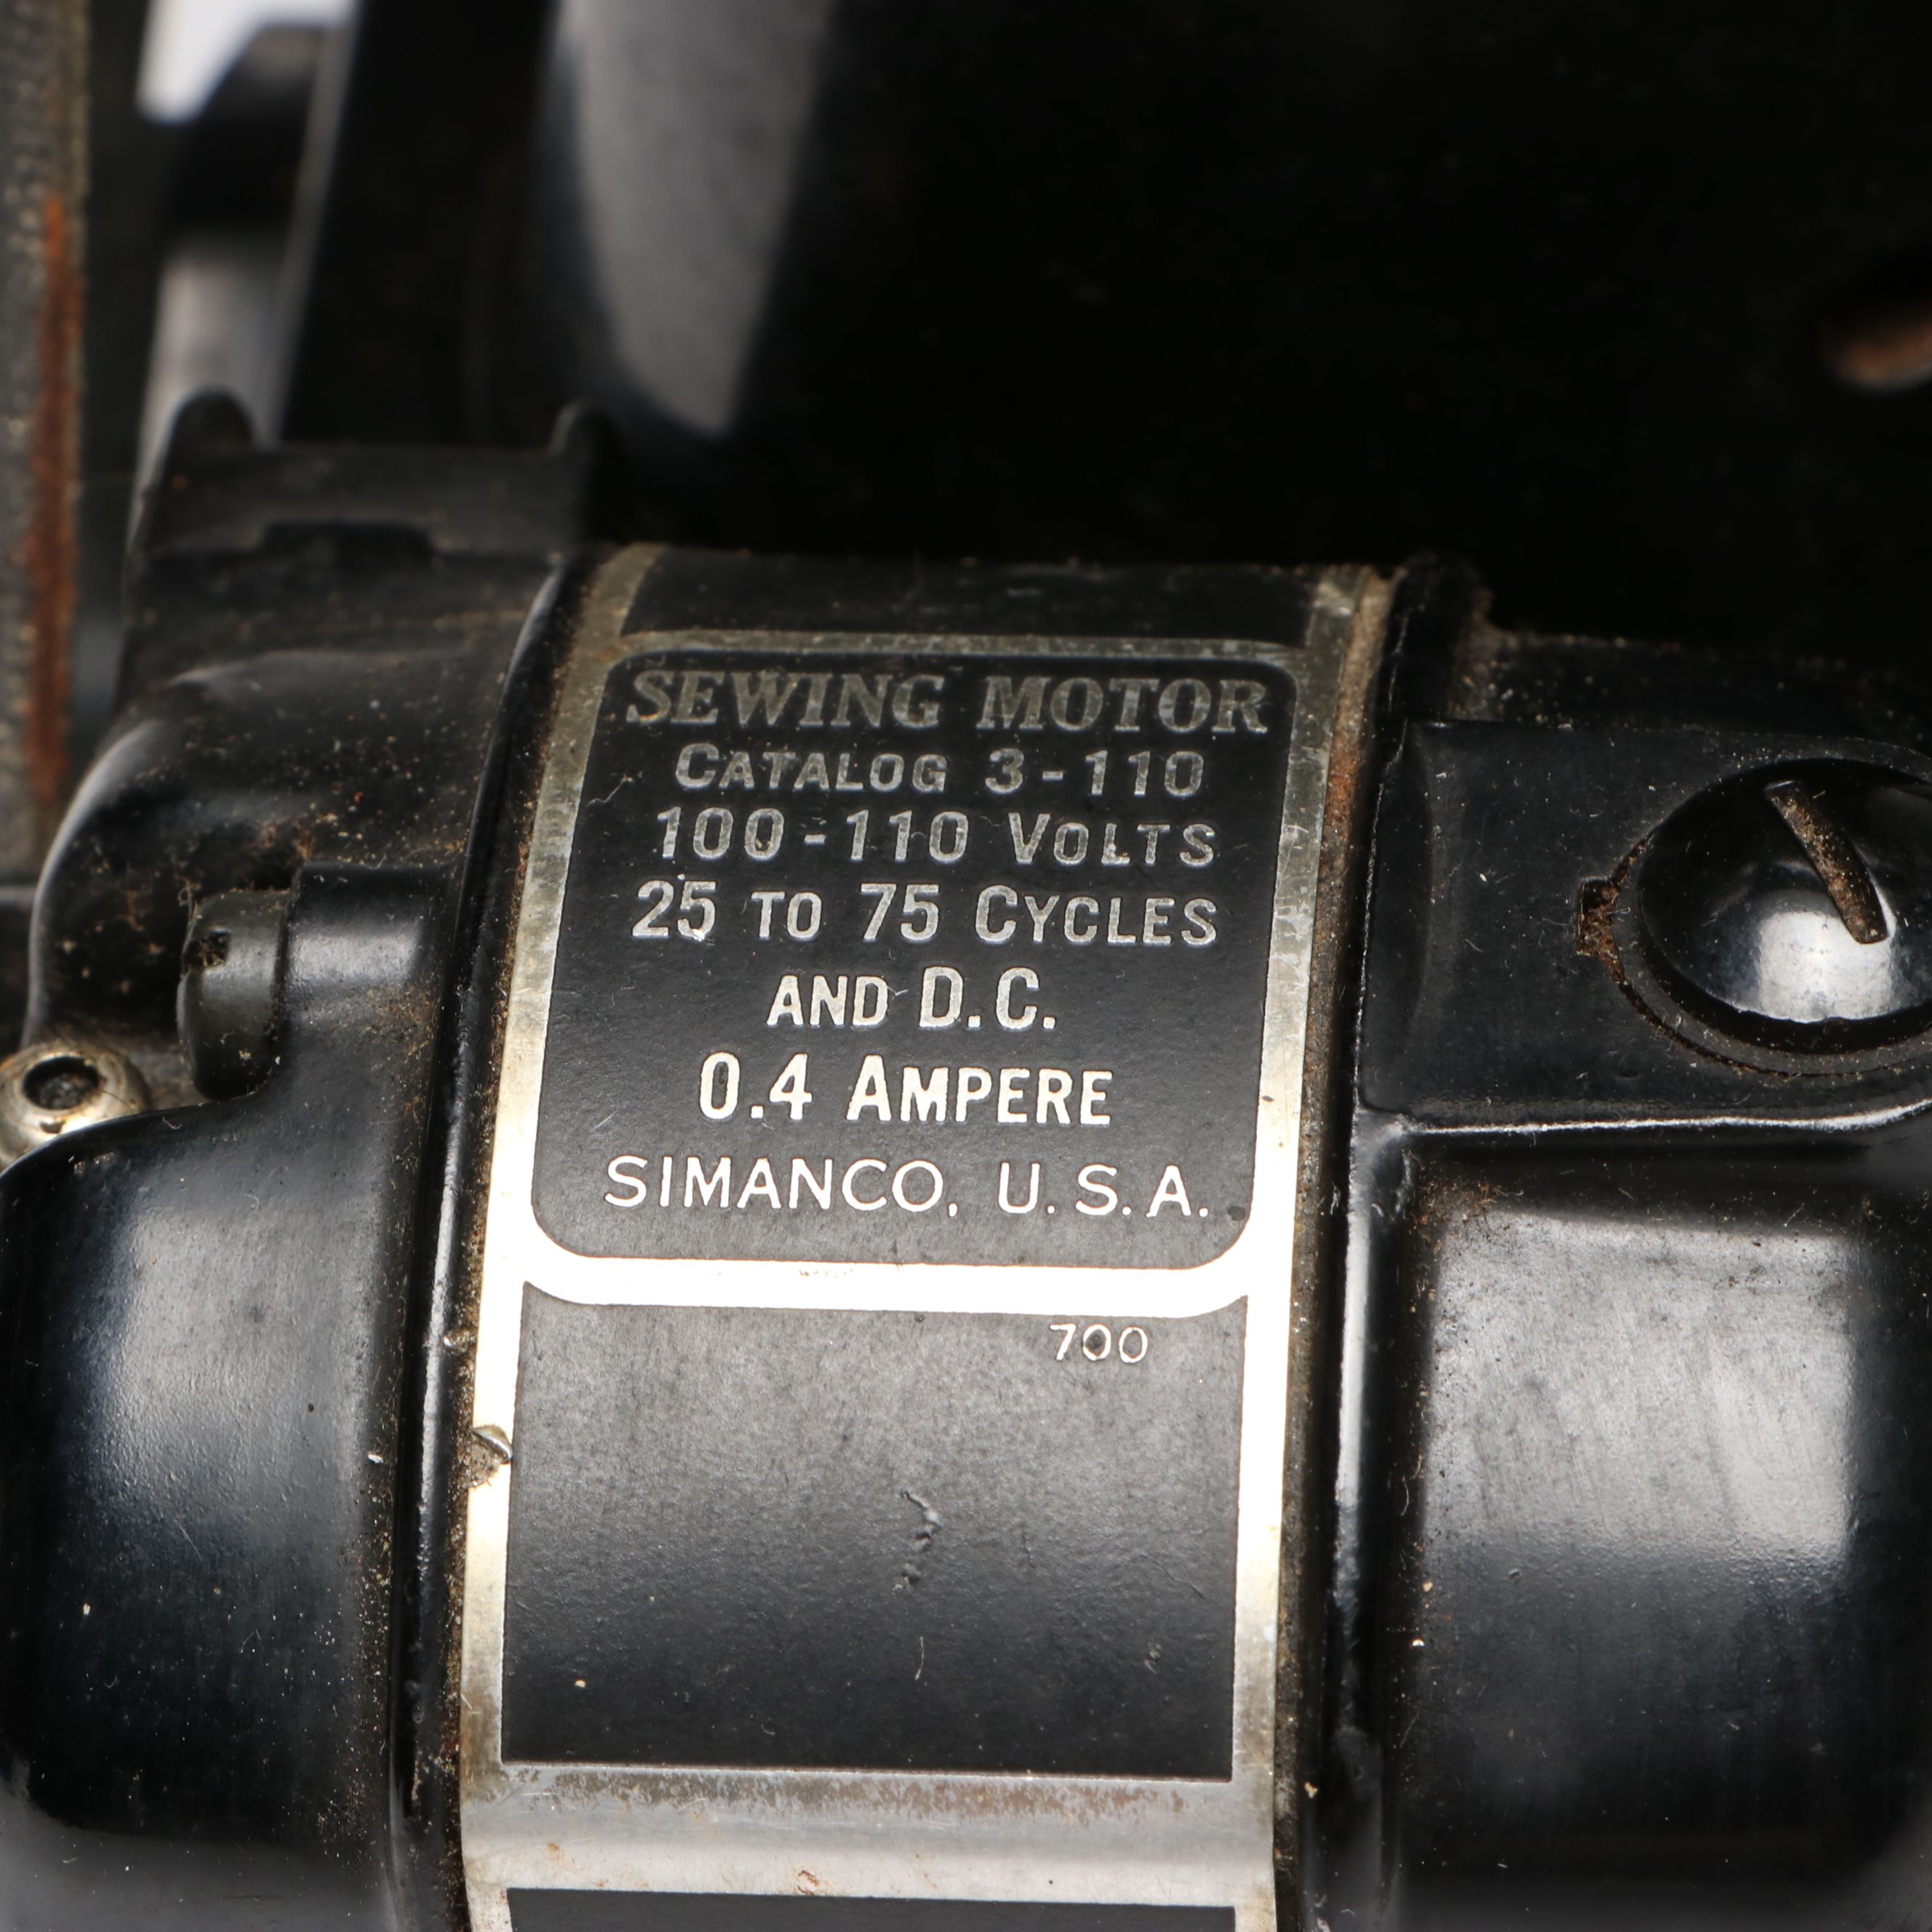 SEWING MOTOR
CATALOG 3-110
100-110 VOLTS
25 TO 75 CYCLES
AND D.C.
0.4 AMPERE
SIMANCO, U.S.A.
700